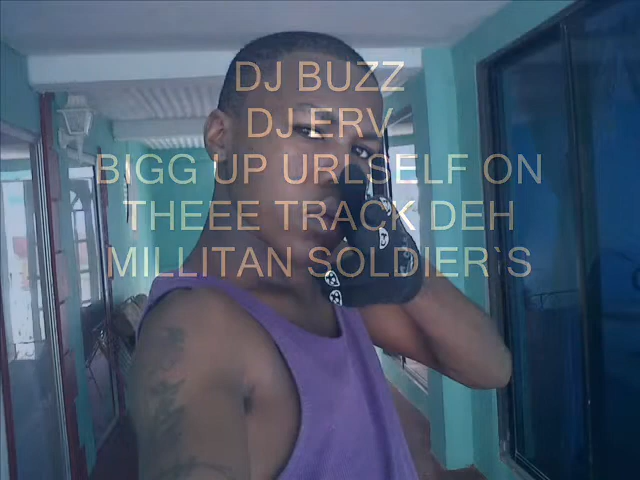 DJ BUZZ
DJ ERV
BIGG UP URLSELF ON
THEEE TRACK DEH
MILLITAN SOLDIER`S